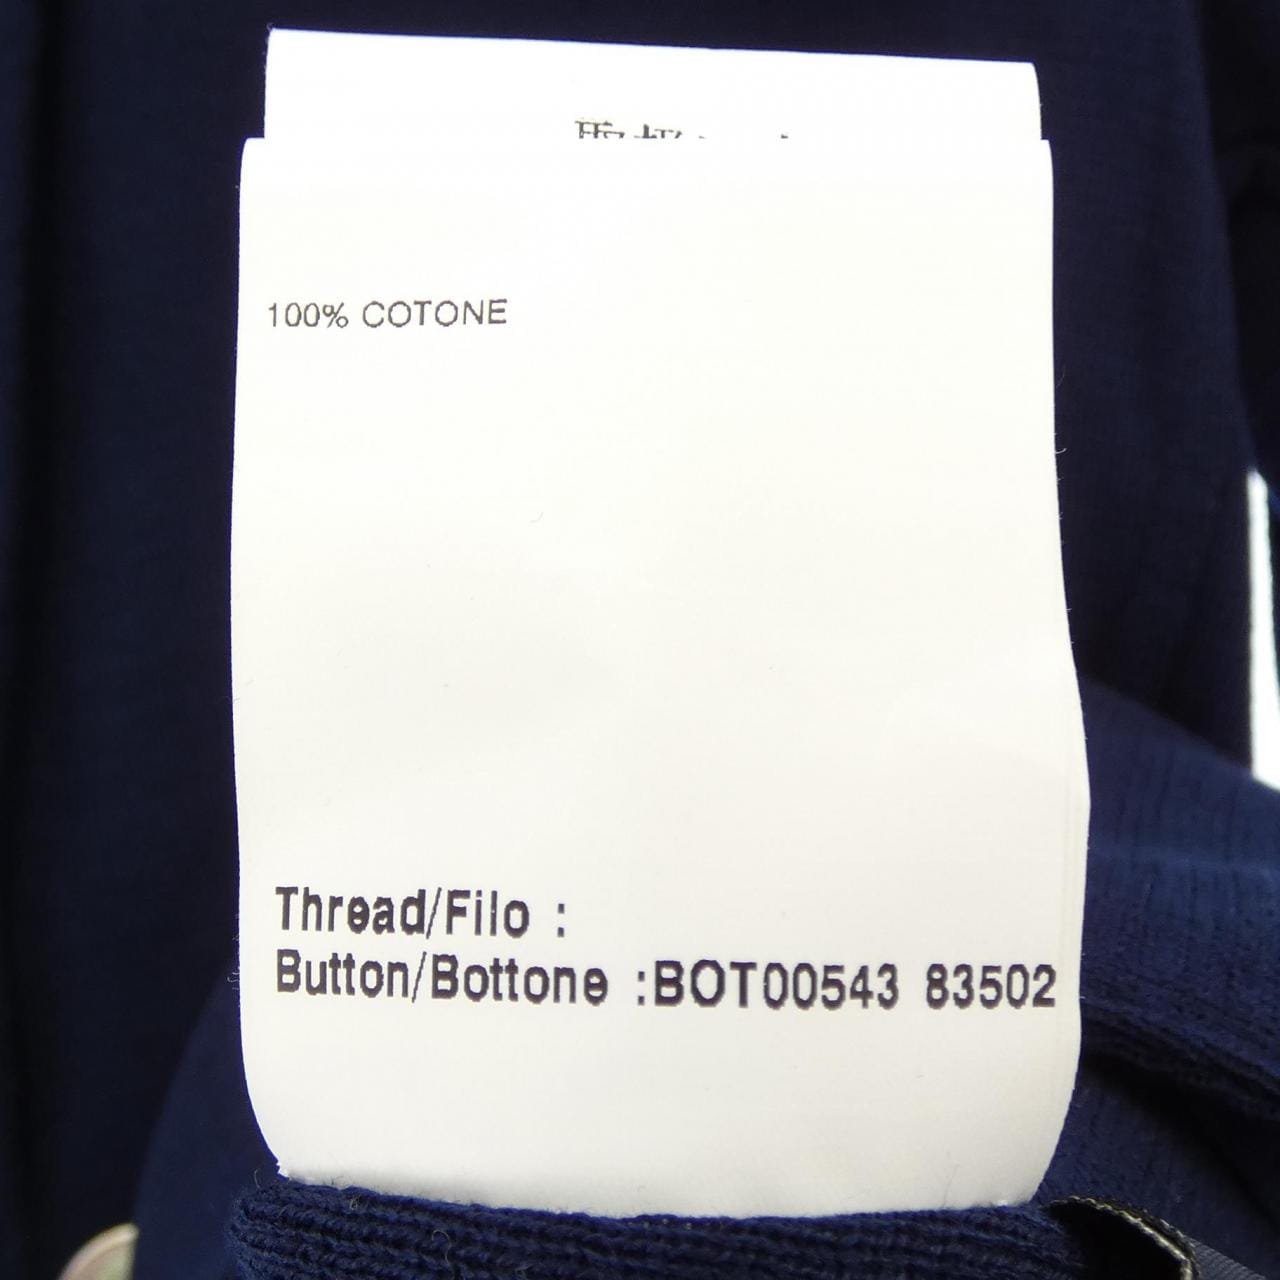 100% COTONE
Thread/Filo :
Button/Bottone :BOT00543 83502